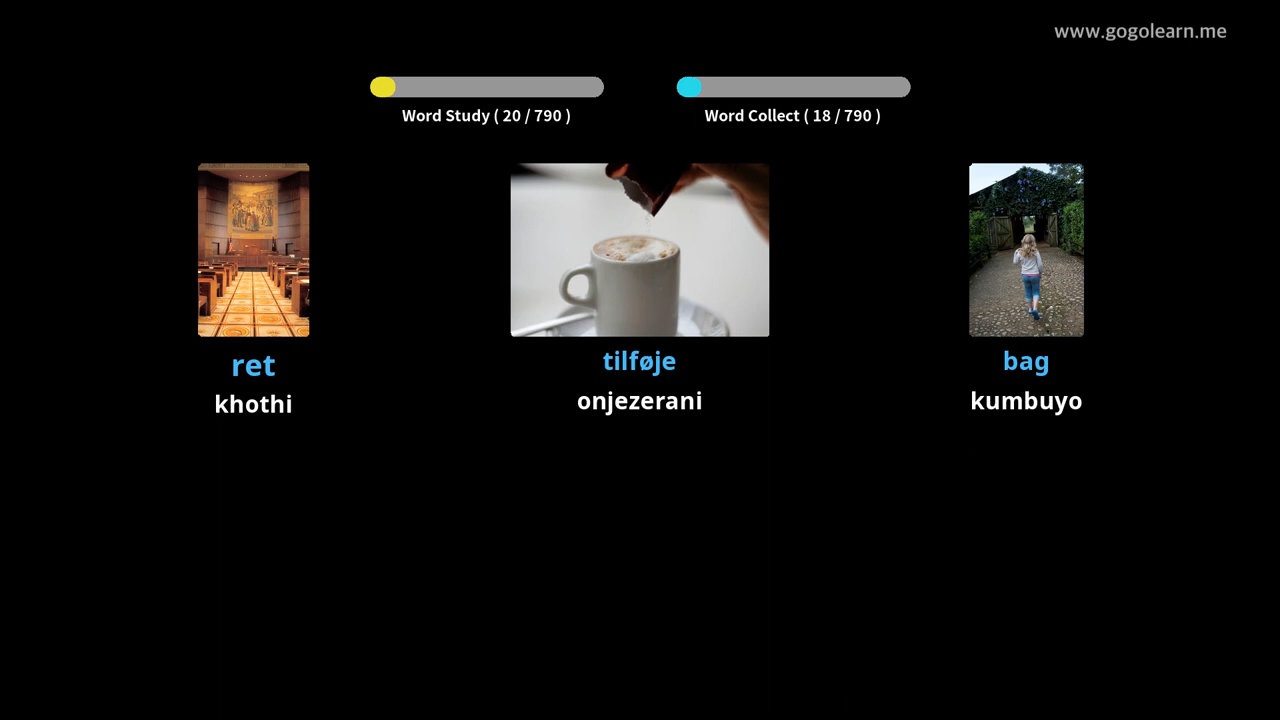 www.gogolearn.me
Word Study ( 20 / 790 )
Word Collect ( 18 / 790 )
ret
tilføje
bag
khothi
onjezerani
kumbuyo